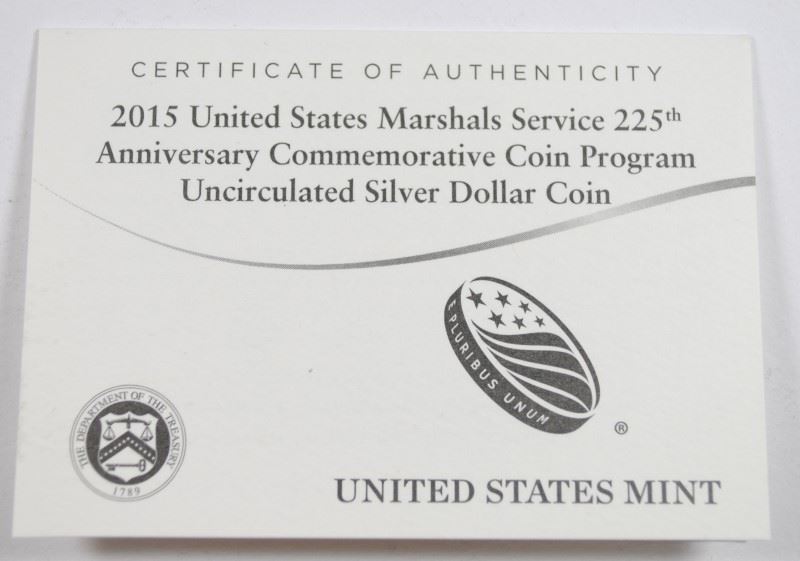 CERTIFICATE OF AUTHENTICITY
2015 United States Marshals Service 225th
Anniversary Commemorative Coin Program
Uncirculated Silver Dollar Coin
E PLURIBUS UNUM
®
THE DEPARTMENT OF THE TREASURY
1789
UNITED STATES MINT